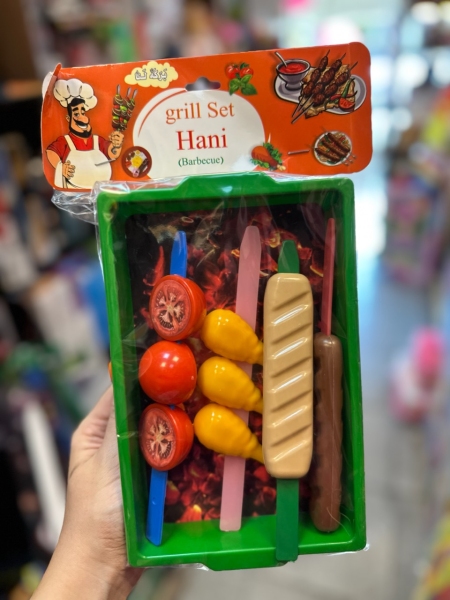 grill Set
Hani
(Barbecue)